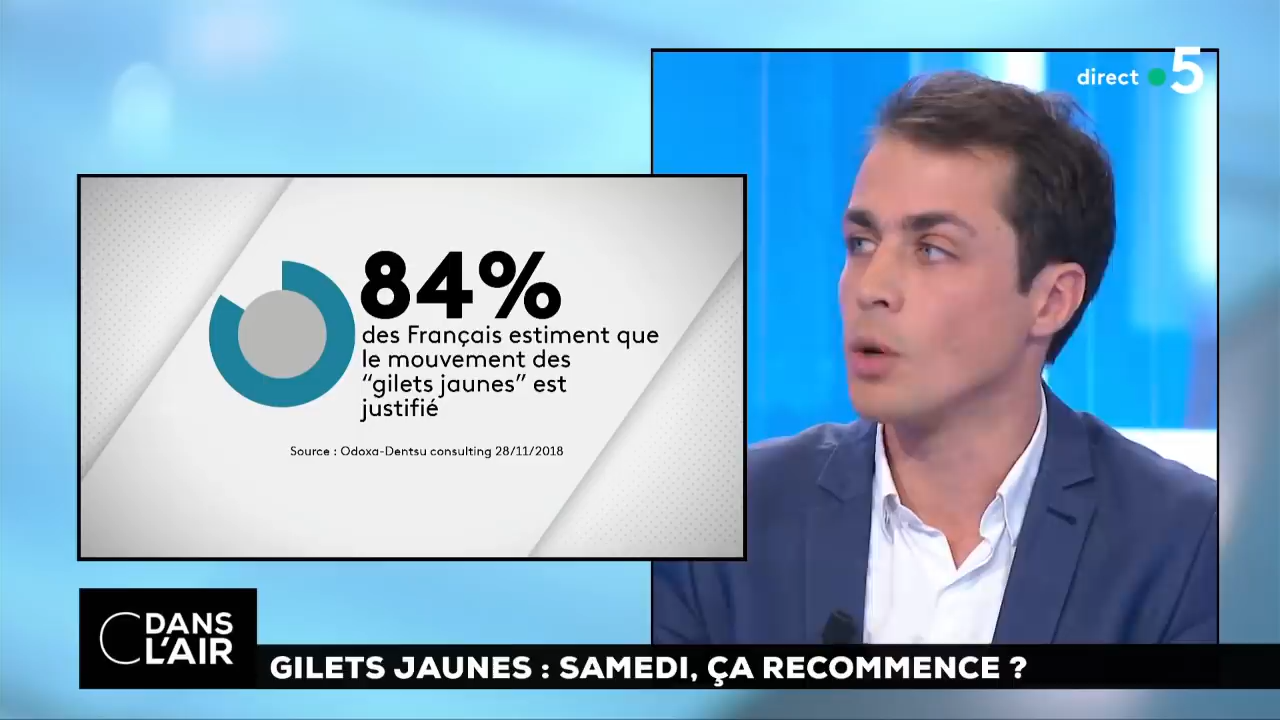 direct 5
84%
des Français estiment que
le mouvement des
“gilets jaunes” est
justifié
Source : Odoxa-Dentsu consulting 28/11/2018
C DANS
L'AIR
GILETS JAUNES : SAMEDI, ÇA RECOMMENCE ?